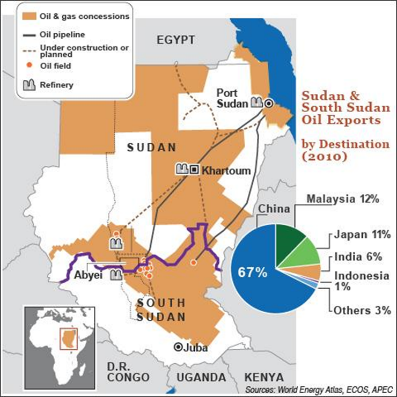 Oil & gas concessions
Oil pipeline
Under construction or
planned
Oil field
Refinery
EGYPT
Port
Sudan
SUDAN
Khartoum
Abyei
SOUTH
SUDAN
Juba
D.R.
CONGO
UGANDA
KENYA
Sudan &
South Sudan
Oil Exports
by Destination
(2010)
Malaysia 12%
China
Japan 11%
India 6%
67%
Indonesia
1%
Others 3%
Sources: World Energy Atlas, ECOS, APEC